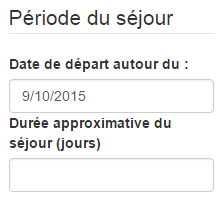 Période du séjour
Date de départ autour du :
9/10/2015
Durée approximative du
séjour (jours)